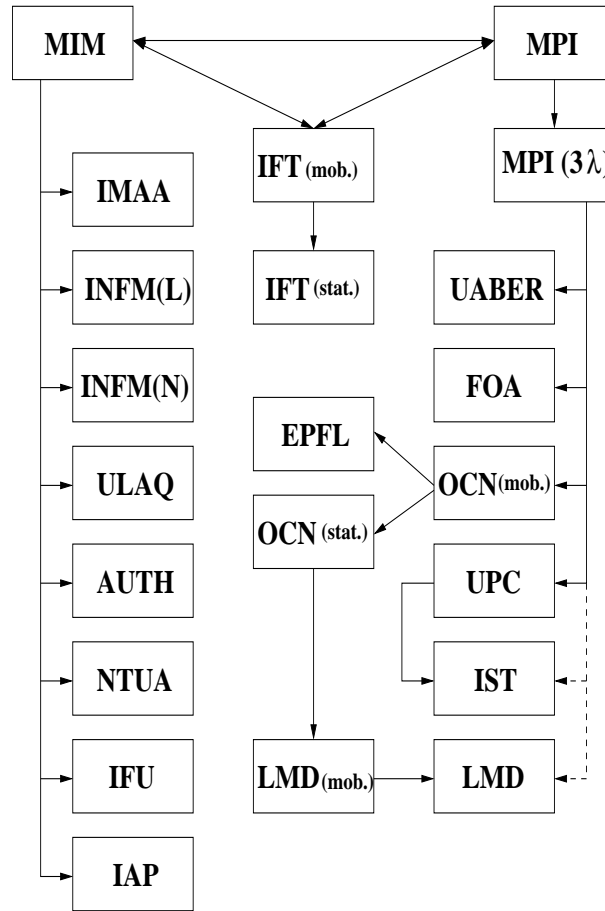 MIM
MPI
IFT (mob.)
MPI (3λ)
IMAA
INFM(L)
IFT (stat.)
UABER
INFM(N)
FOA
EPFL
ULAQ
OCN (mob.)
OCN (stat.)
AUTH
UPC
NTUA
IST
IFU
LMD (mob.)
LMD
IAP